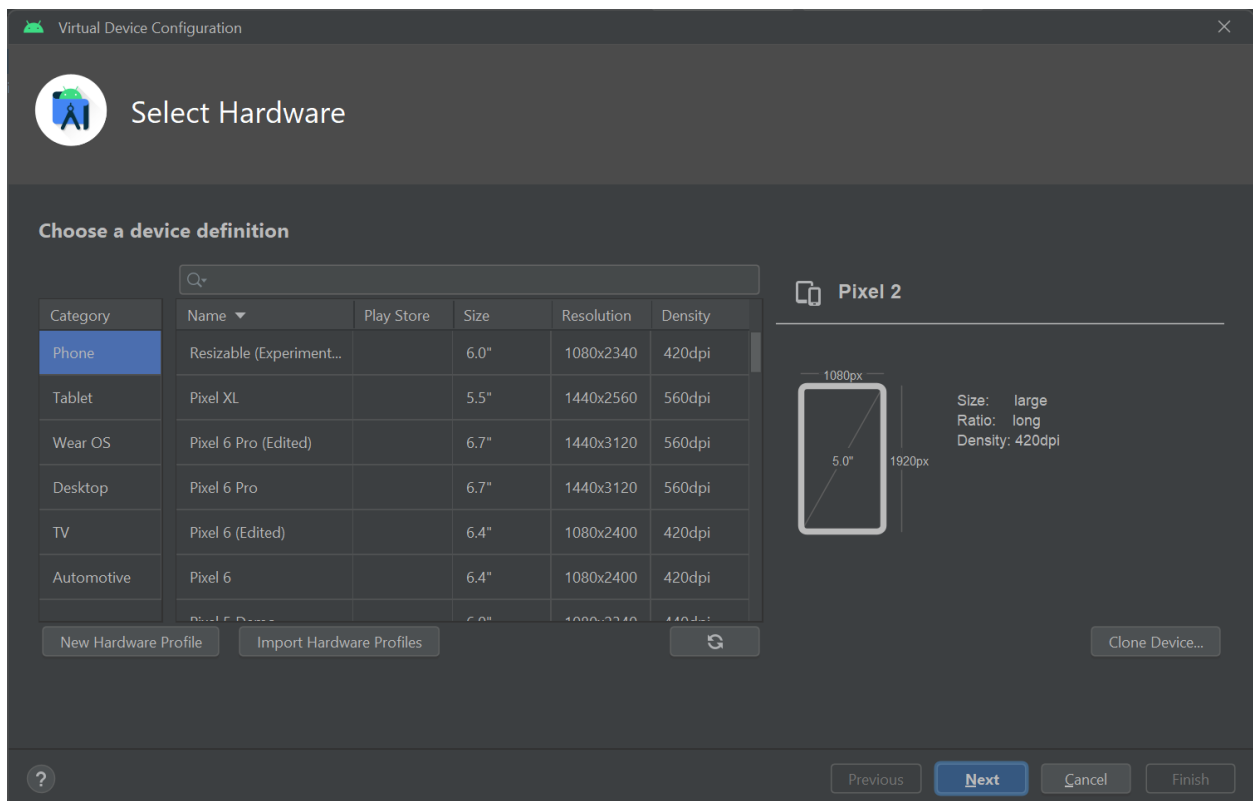 Virtual Device Configuration
Select Hardware
Choose a device definition
Category
Name Play Store Size Resolution Density
Phone
Tablet
Wear OS
Desktop
TV
Automotive
Resizable (Experiment... 6.0" 1080x2340 420dpi
Pixel XL 5.5" 1440x2560 560dpi
Pixel 6 Pro (Edited) 6.7" 1440x3120 560dpi
Pixel 6 Pro 6.7" 1440x3120 560dpi
Pixel 6 (Edited) 6.4" 1080x2400 420dpi
Pixel 6 6.4" 1080x2400 420dpi
New Hardware Profile Import Hardware Profiles
Pixel 2
1080px
5.0"
1920px
Size: large
Ratio: long
Density: 420dpi
Clone Device...
? Previous Next Cancel Finish